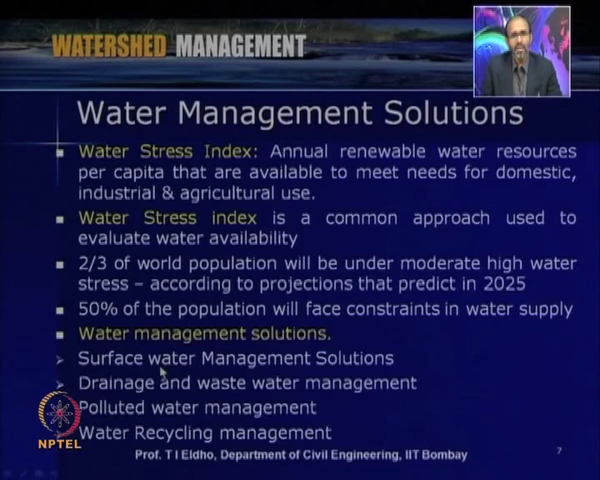 WATERSHED MANAGEMENT
Water Management Solutions
Water Stress Index: Annual renewable water resources
per capita that are available to meet needs for domestic,
industrial & agricultural use.
Water Stress index is a common approach used to
evaluate water availability
2/3 of world population will be under moderate high water
stress – according to projections that predict in 2025
50% of the population will face constraints in water supply
Water management solutions.
Surface water Management Solutions
Drainage and waste water management
Polluted water management
Water Recycling management
NPTEL
Prof. T I Eldho, Department of Civil Engineering, IIT Bombay
7